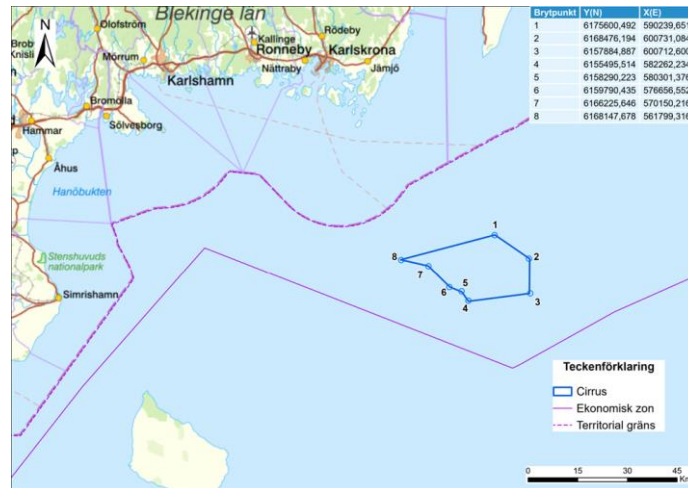 Blekinge län
Olofström
Rödeby
Kallinge
Ronneby
Karlskrona
Mörrum
Nättraby
Jämjö
Karlshamn
Bromölla
Hammar
Sölvesborg
Åhus
Hanöbukten
Stenshuvuds
nationalpark
Simrishamn
N
Brytpunkt Y(N) X(E)
1 6175600,492 590239,651
2 6168476,194 600731,084
3 6157884,887 600712,600
4 6155495,514 582262,234
5 6158290,223 580301,376
6 6159790,435 576656,552
7 6166225,646 570150,216
8 6168147,678 561799,316
1
2
3
4
5
6
7
8
Teckenförklaring
Cirrus
Ekonomisk zon
Territorial gräns
0 15 30 45